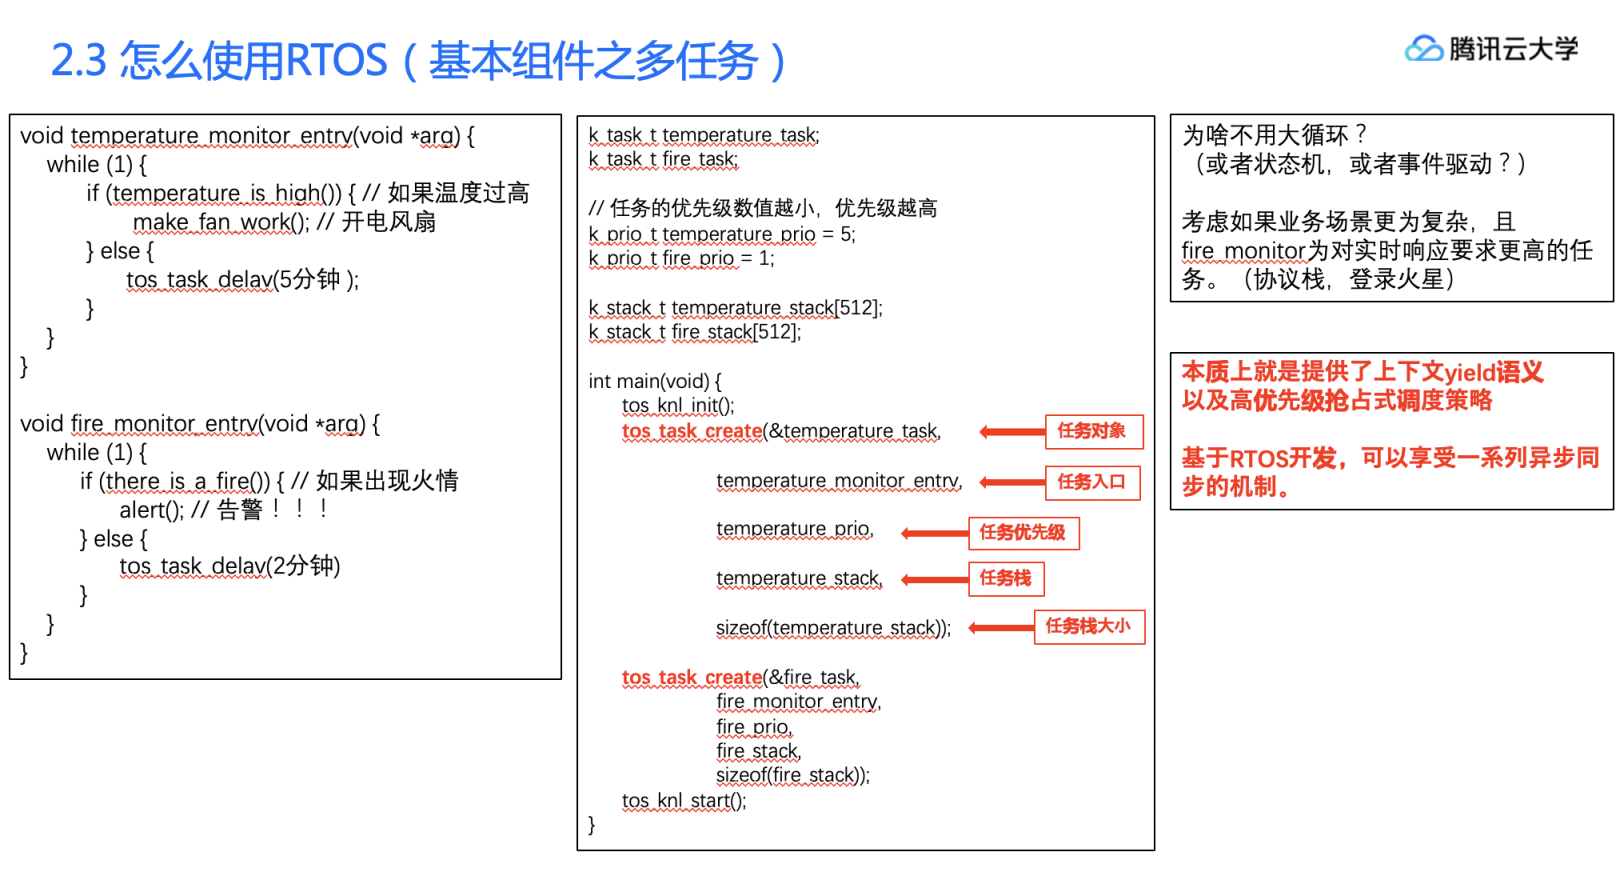 2.3 怎么使用RTOS（基本组件之多任务）
腾讯云大学
void temperature_monitor_entry(void *arg) {
while (1) {
if (temperature_is_high()) { // 如果温度过高
make_fan_work(); // 开电风扇
} else {
tos_task_delay(5分钟 );
}
}
}
void fire_monitor_entry(void *arg) {
while (1) {
if (there_is_a_fire()) { // 如果出现火情
alert(); // 告警！！！
} else {
tos_task_delay(2分钟)
}
}
}
k_task_t temperature_task;
k_task_t fire_task;
// 任务的优先级数值越小，优先级越高
k_prio_t temperature_prio = 5;
k_prio_t fire_prio = 1;
k_stack_t temperature_stack[512];
k_stack_t fire_stack[512];
int main(void) {
tos_knl_init();
tos_task_create(&temperature_task, 任务对象
temperature_monitor_entry, 任务入口
temperature_prio, 任务优先级
temperature_stack, 任务栈
sizeof(temperature_stack)); 任务栈大小
tos_task_create(&fire_task,
fire_monitor_entry,
fire_prio,
fire_stack,
sizeof(fire_stack));
tos_knl_start();
}
为啥不用大循环？
（或者状态机，或者事件驱动？）
考虑如果业务场景更为复杂，且
fire_monitor为对实时响应要求更高的任
务。（协议栈，登录火星）
本质上就是提供了上下文yield语义
以及高优先级抢占式调度策略
基于RTOS开发，可以享受一系列异步同
步的机制。